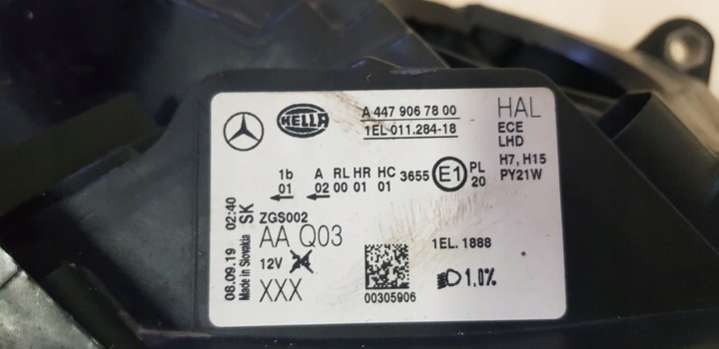 HELLA
A 447 906 78 00
1EL 011.284-18
HAL
ECE
LHD
H7, H15
PY21W
1b A RL HR HC 3655 E1 PL
01 02 00 01 01 20
ZGS002
AA Q03
12V
XXX
00305906
1EL. 1888
1.0%
08.09.19 02:40
Made in Slovakia SK